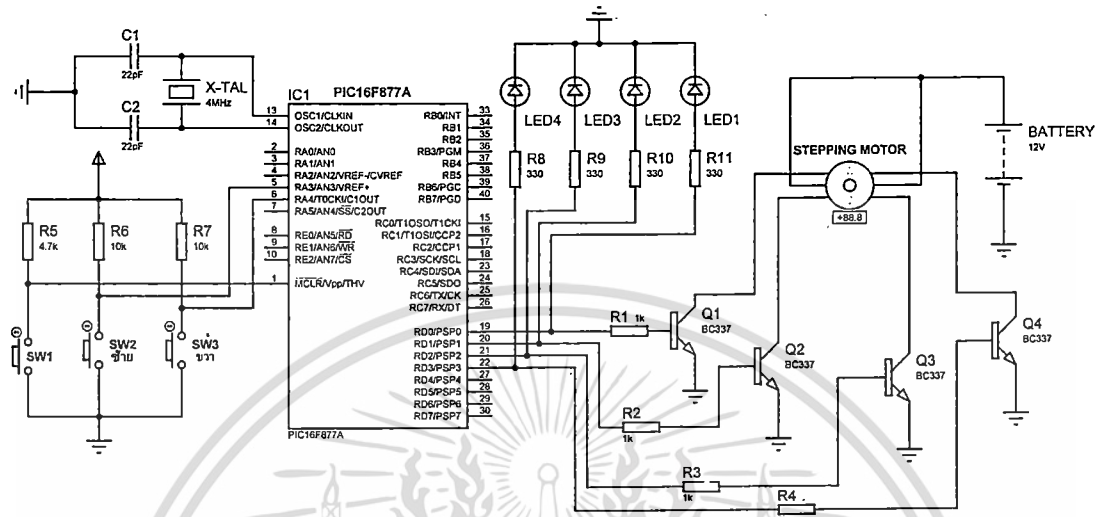 C1
22pF
X-TAL
4MHz
C2
22pF
IC1
PIC16F877A
13 OSC1/CLKIN
14 OSC2/CLKOUT
2 RA0/AN0
3 RA1/AN1
4 RA2/AN2/VREF-/CVREF
5 RA3/AN3/VREF+
6 RA4/T0CKI/C1OUT
7 RA5/AN4/SS/C2OUT
8 RE0/AN5/RD
9 RE1/AN6/WR
10 RE2/AN7/CS
1 MCLR/Vpp/THV
RB0/INT 33
RB1 34
RB2 35
RB3/PGM 36
RB4 37
RB5 38
RB6/PGC 39
RB7/PGD 40
RC0/T1OSO/T1CKI 15
RC1/T1OSI/CCP2 16
RC2/CCP1 17
RC3/SCK/SCL 18
RC4/SDI/SDA 23
RC5/SDO 24
RC6/TX/CK 25
RC7/RX/DT 26
RD0/PSP0 19
RD1/PSP1 20
RD2/PSP2 21
RD3/PSP3 22
RD4/PSP4 27
RD5/PSP5 28
RD6/PSP6 29
RD7/PSP7 30
PIC16F877A
R5
4.7k
R6
10k
R7
10k
SW1
SW2
ซ้าย
SW3
ขวา
LED4
LED3
LED2
LED1
R8
330
R9
330
R10
330
R11
330
STEPPING MOTOR
+88.8
BATTERY
12V
R1 1k
Q1
BC337
Q2
BC337
Q3
BC337
Q4
BC337
R2
1k
R3
1k
R4